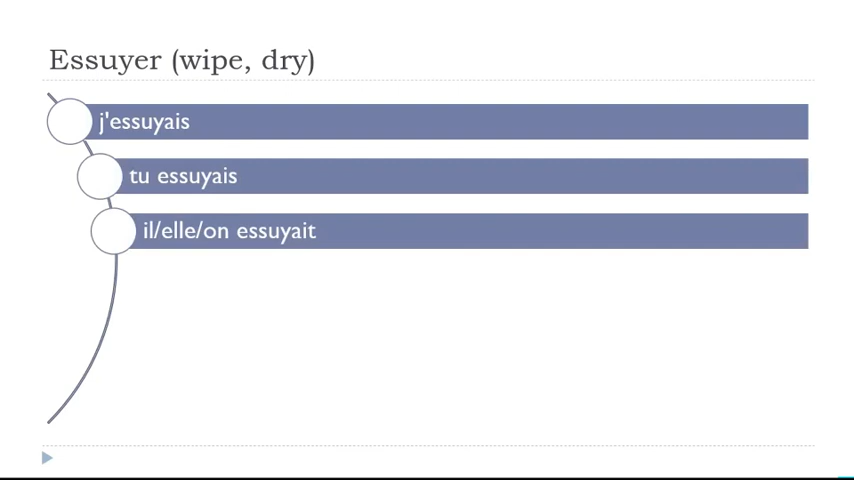 Essuyer (wipe, dry)
j'essuyais
tu essuyais
il/elle/on essuyait